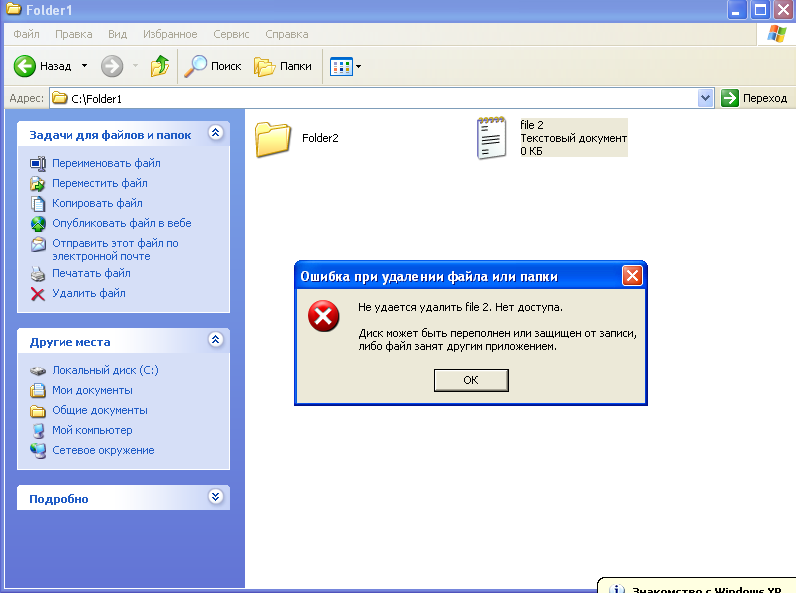 Folder1
Файл Правка Вид Избранное Сервис Справка
Назад Поиск Папки
Адрес: C:\Folder1 Переход
Задачи для файлов и папок
Переименовать файл
Переместить файл
Копировать файл
Опубликовать файл в вебе
Отправить этот файл по
электронной почте
Печатать файл
Удалить файл
Другие места
Локальный диск (C:)
Мои документы
Общие документы
Мой компьютер
Сетевое окружение
Подробно
Folder2
file 2
Текстовый документ
0 КБ
Ошибка при удалении файла или папки
Не удается удалить file 2. Нет доступа.
Диск может быть переполнен или защищен от записи,
либо файл занят другим приложением.
ОК
Знакомство с Windows XP